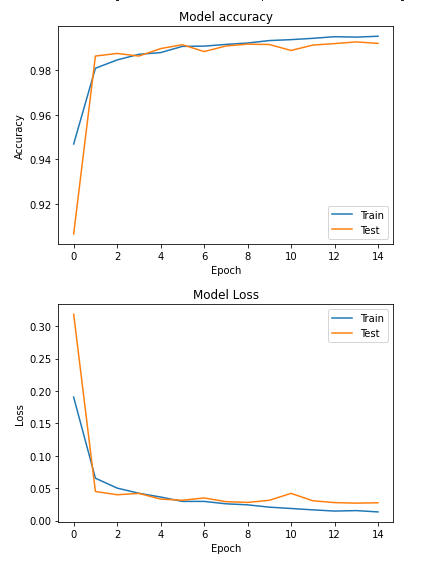 Model accuracy
0.98
0.96
0.94
0.92
Accuracy
0 2 4 6 8 10 12 14
Epoch
Train
Test
Model Loss
0.30
0.25
0.20
0.15
0.10
0.05
0.00
Loss
0 2 4 6 8 10 12 14
Epoch
Train
Test